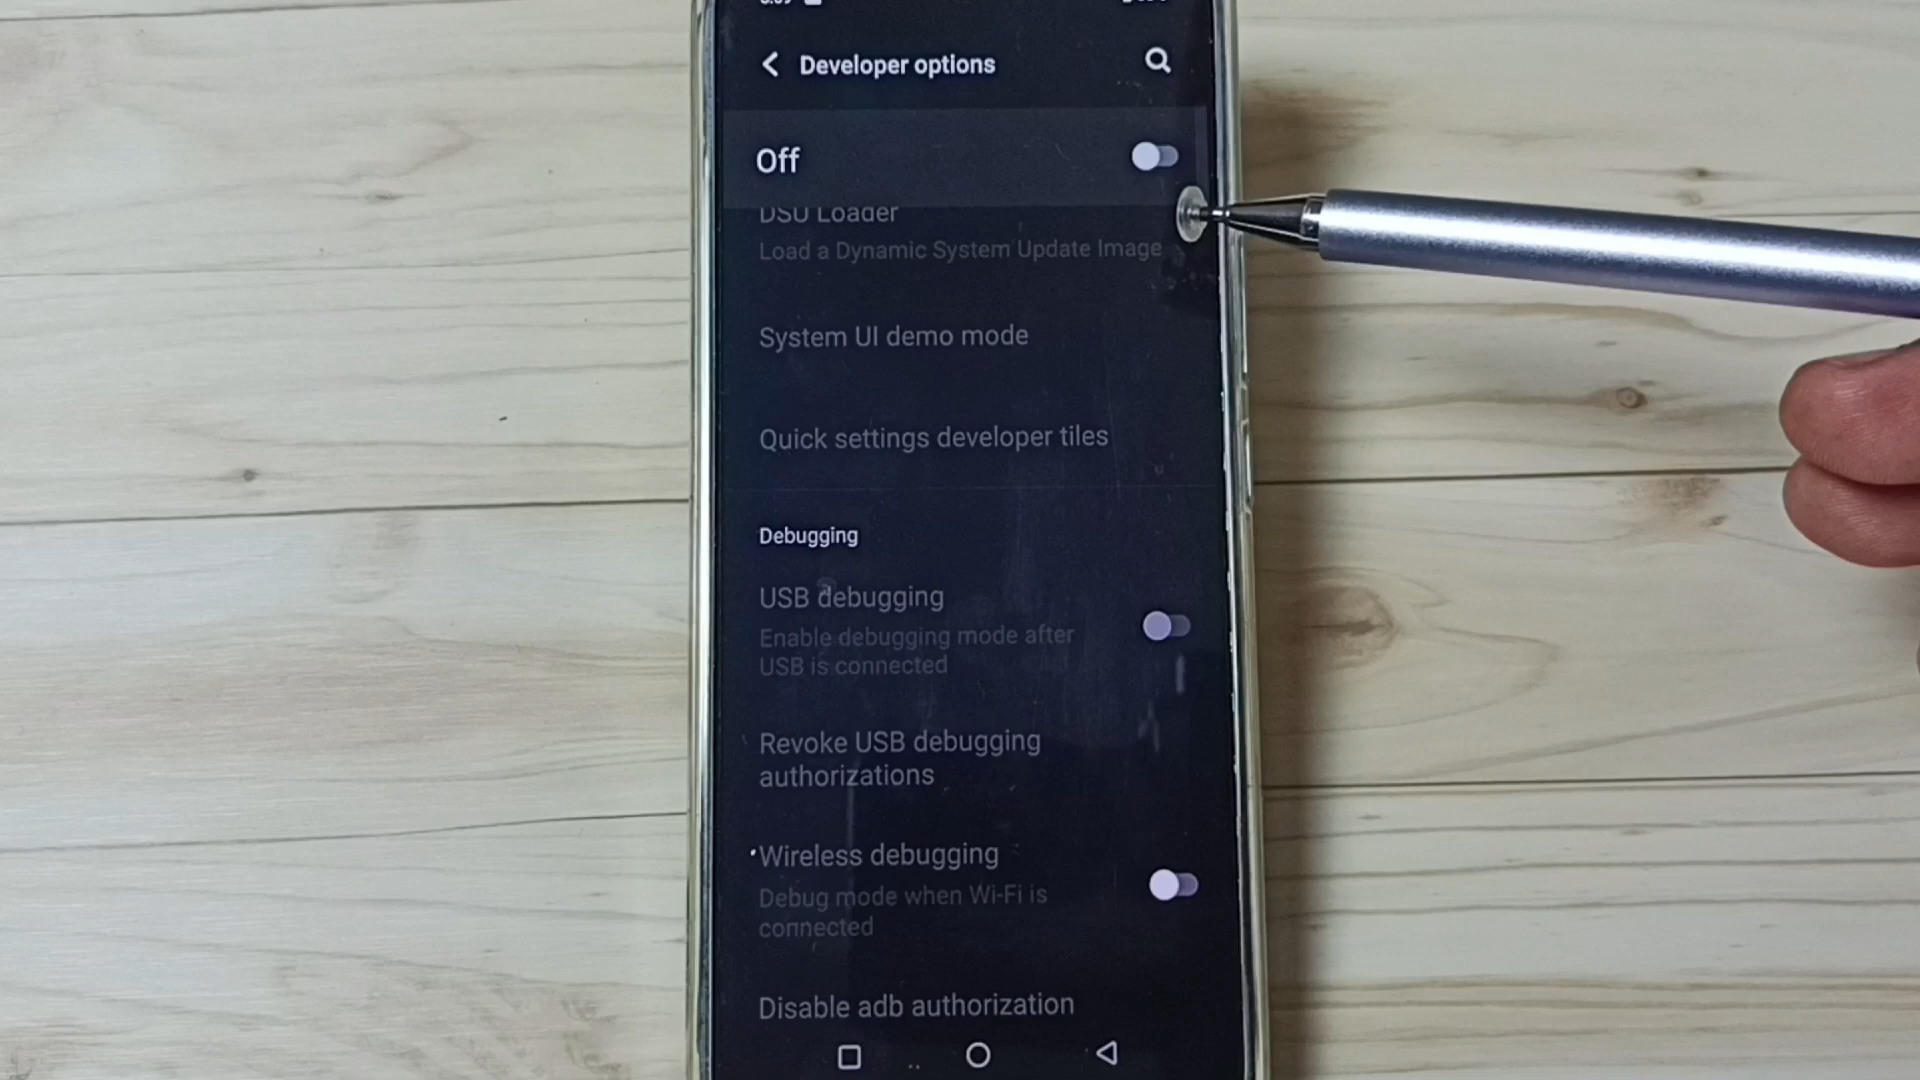 Developer options
Off
DSU Loader
Load a Dynamic System Update Image
System UI demo mode
Quick settings developer tiles
Debugging
USB debugging
Enable debugging mode after
USB is connected
Revoke USB debugging
authorizations
Wireless debugging
Debug mode when Wi-Fi is
connected
Disable adb authorization